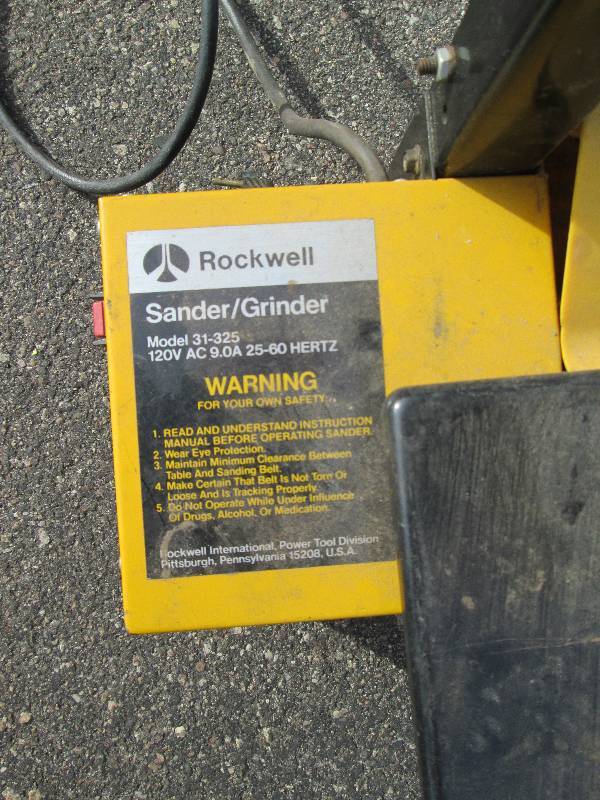 Rockwell
Sander/Grinder
Model 31-325
120V AC 9.0A 25-60 HERTZ
WARNING
FOR YOUR OWN SAFETY:
1. READ AND UNDERSTAND INSTRUCTION
MANUAL BEFORE OPERATING SANDER.
2. Wear Eye Protection.
3. Maintain Minimum Clearance Between
Table And Sanding Belt.
4. Make Certain That Belt Is Not Torn Or
Loose And Is Tracking Properly.
5. Do Not Operate While Under Influence
Of Drugs, Alcohol, Or Medication.
Rockwell International, Power Tool Division
Pittsburgh, Pennsylvania 15208, U.S.A.